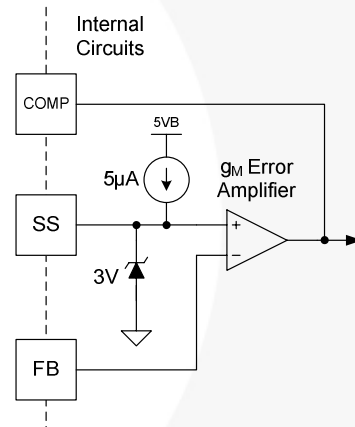 Internal
Circuits
COMP
5VB
5µA
gM Error
Amplifier
SS
+
−
3V
FB